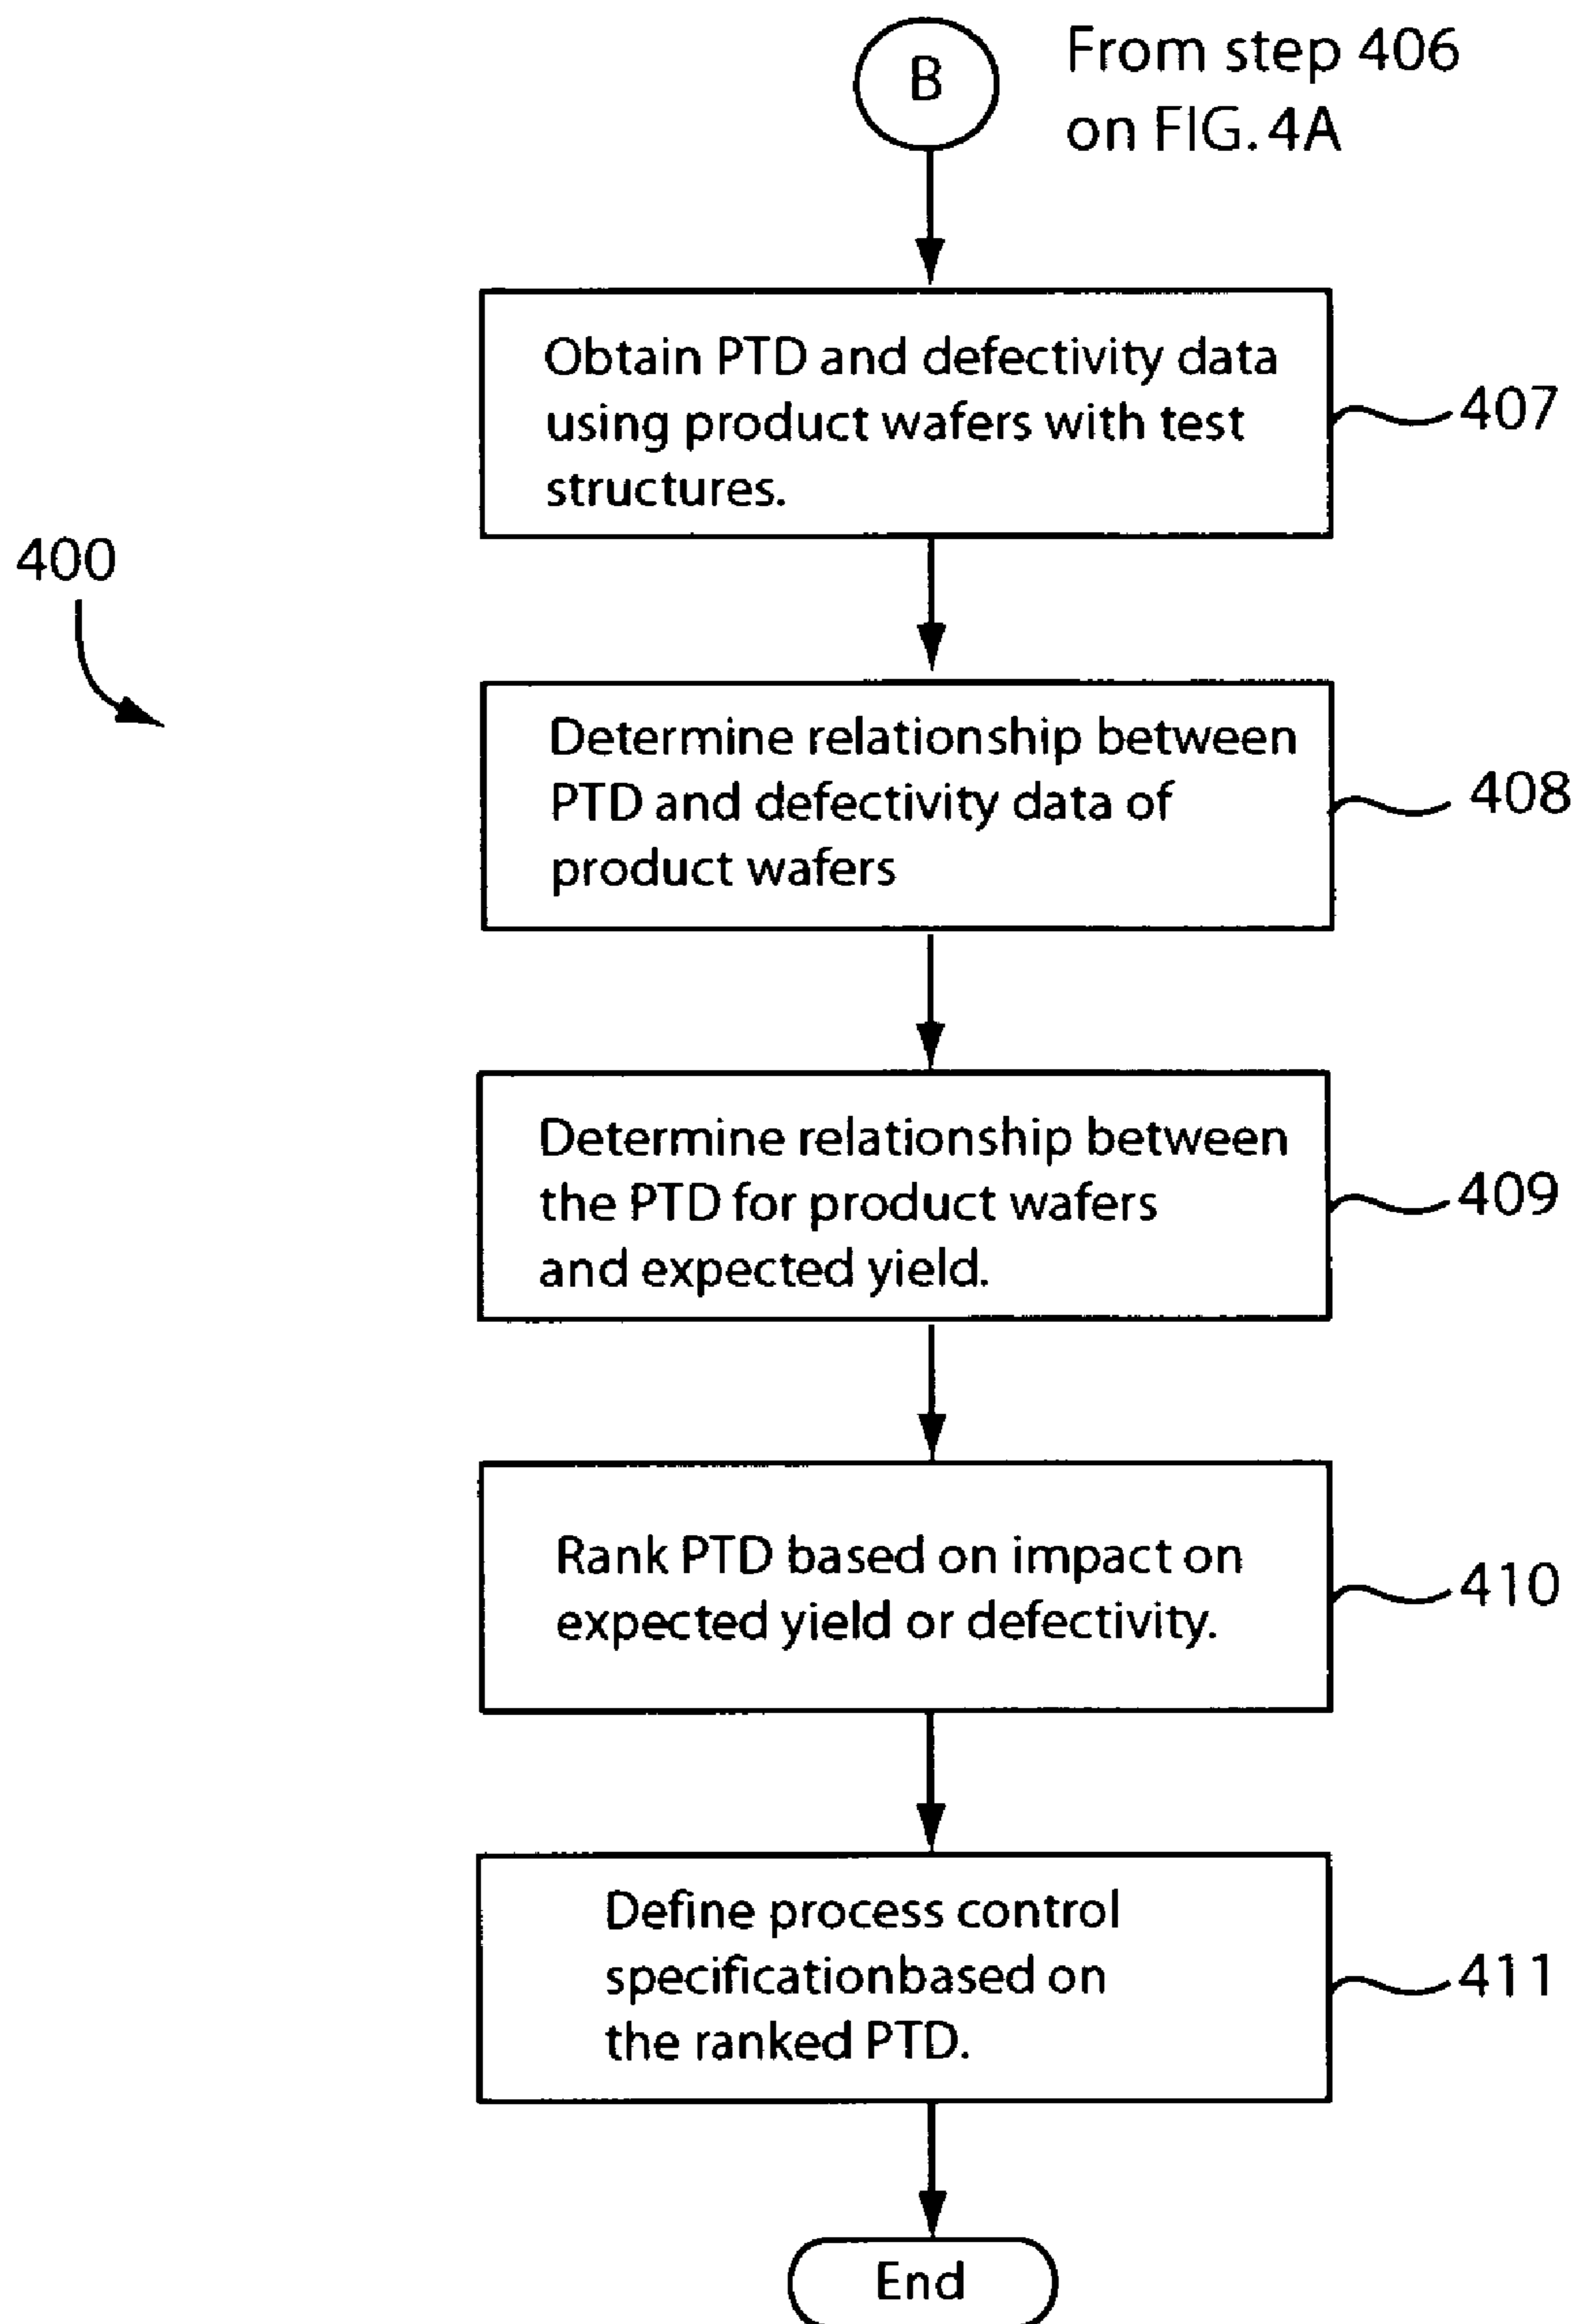 B
From step 406
on FIG. 4A
Obtain PTD and defectivity data
using product wafers with test
structures.
407
400
Determine relationship between
PTD and defectivity data of
product wafers
408
Determine relationship between
the PTD for product wafers
and expected yield.
409
Rank PTD based on impact on
expected yield or defectivity.
410
Define process control
specificationbased on
the ranked PTD.
411
End